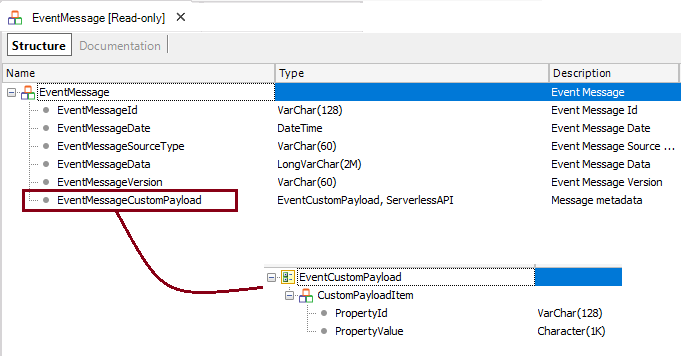 EventMessage [Read-only] ×
Structure Documentation
Name Type Description
EventMessage Event Message
EventMessageId VarChar(128) Event Message Id
EventMessageDate DateTime Event Message Date
EventMessageSourceType VarChar(60) Event Message Source ...
EventMessageData LongVarChar(2M) Event Message Data
EventMessageVersion VarChar(60) Event Message Version
EventMessageCustomPayload EventCustomPayload, ServerlessAPI Message metadata
EventCustomPayload
CustomPayloadItem
PropertyId VarChar(128)
PropertyValue Character(1K)